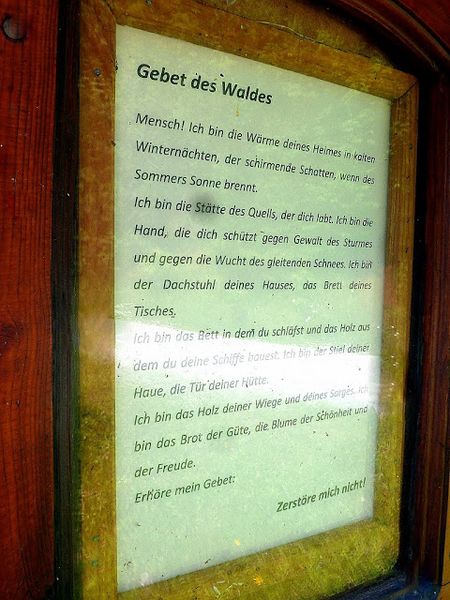 Gebet des Waldes
Mensch! Ich bin die Wärme deines Heimes in kalten
Winternächten, der schirmende Schatten, wenn des
Sommers Sonne brennt.
Ich bin die Stätte des Quells, der dich labt. Ich bin die
Hand, die dich schützt gegen Gewalt des Sturmes
und gegen die Wucht des gleitenden Schnees. Ich bin
der Dachstuhl deines Hauses, das Brett deines
Tisches.
Ich bin das Bett in dem du schläfst und das Holz aus
dem du deine Schiffe bauest. Ich bin der Stiel deiner
Haue, die Tür deiner Hütte.
Ich bin das Holz deiner Wiege und deines Sarges. Ich
bin das Brot der Güte, die Blume der Schönheit und
der Freude.
Erhöre mein Gebet:
Zerstöre mich nicht!